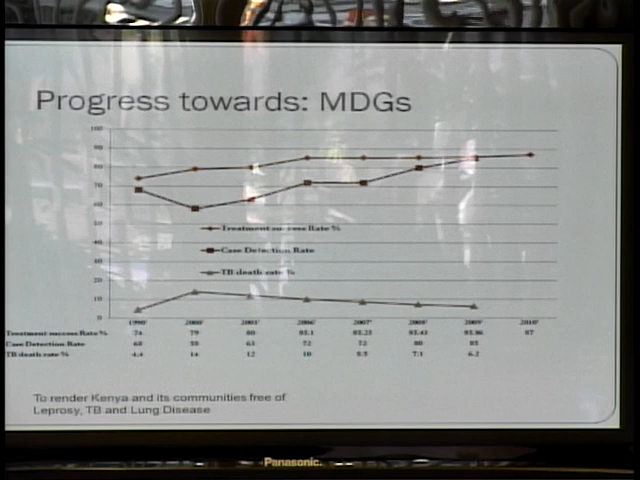 Progress towards: MDGs
100
90
80
70
60
50
40
30
20
10
0
Treatment success Rate %
Case Detection Rate
TB death rate %
1990' 2000' 2005' 2006' 2007' 2008' 2009' 2010'
Treatment success Rate % 74 79 80 85.1 85.25 85.43 85.86 87
Case Detection Rate 68 58 63 72 72 80 85
TB death rate % 4.4 14 12 10 8.5 7.1 6.2
To render Kenya and its communities free of
Leprosy, TB and Lung Disease
Panasonic